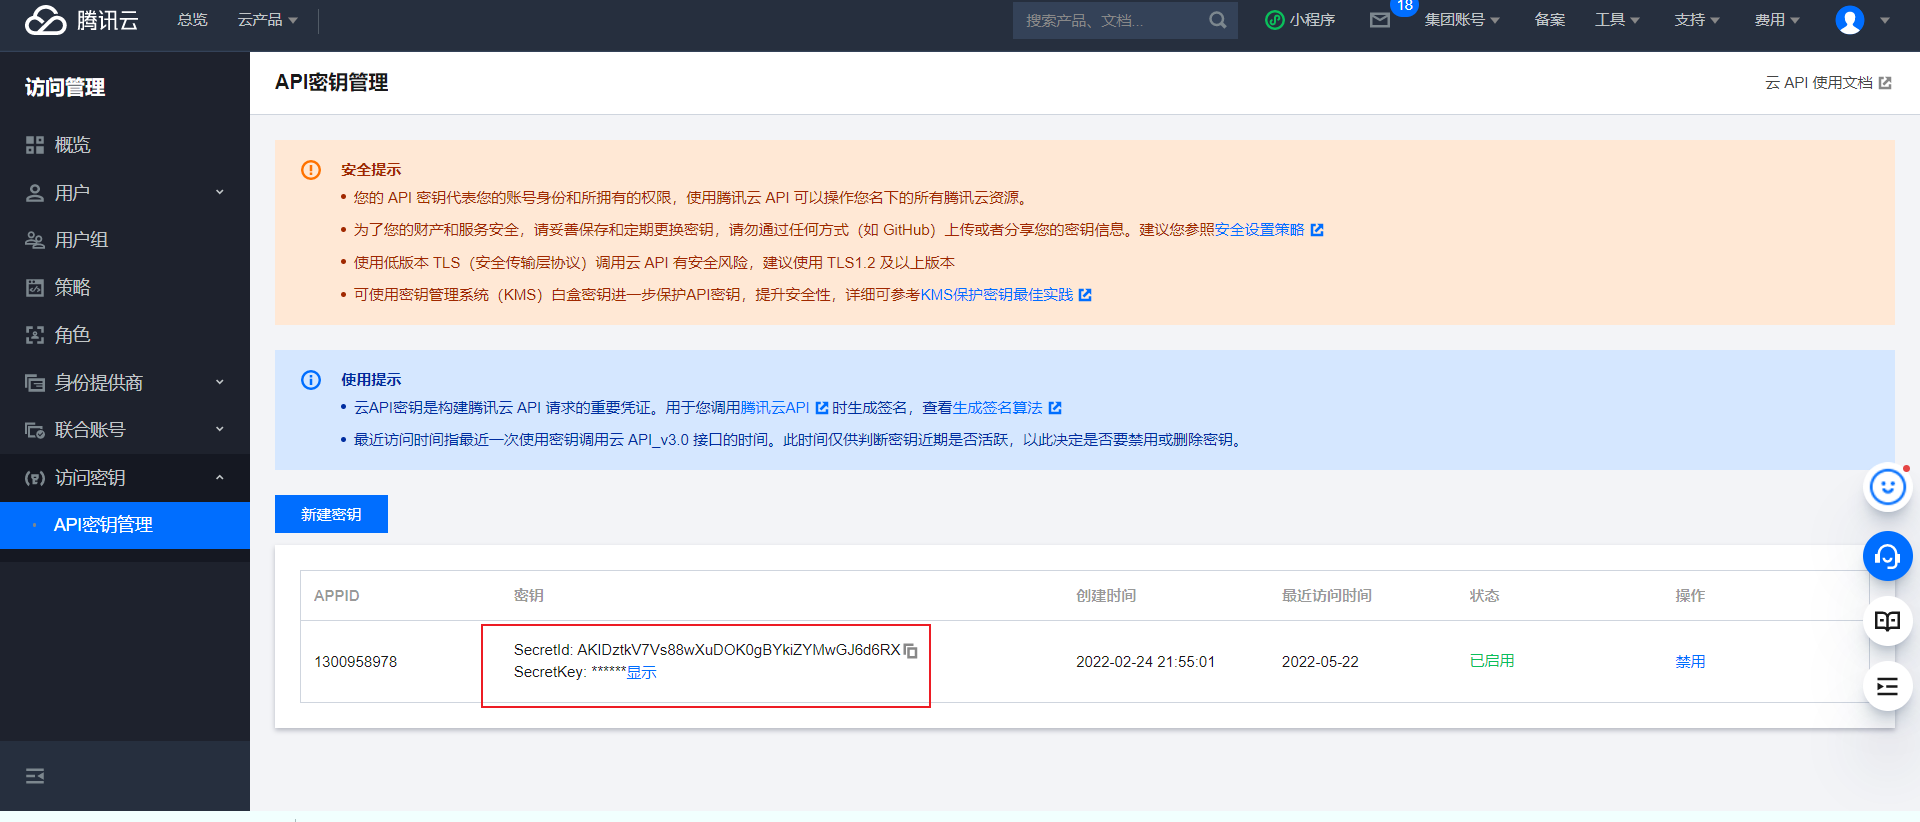 腾讯云
总览
云产品
搜索产品、文档...
小程序
18
集团账号
备案
工具
支持
费用
访问管理
概览
用户
用户组
策略
角色
身份提供商
联合账号
访问密钥
API密钥管理
API密钥管理
云 API 使用文档
安全提示
• 您的 API 密钥代表您的账号身份和所拥有的权限，使用腾讯云 API 可以操作您名下的所有腾讯云资源。
• 为了您的财产和服务安全，请妥善保存和定期更换密钥，请勿通过任何方式（如 GitHub）上传或者分享您的密钥信息。建议您参照安全设置策略
• 使用低版本 TLS（安全传输层协议）调用云 API 有安全风险，建议使用 TLS1.2 及以上版本
• 可使用密钥管理系统（KMS）白盒密钥进一步保护API密钥，提升安全性，详细可参考KMS保护密钥最佳实践
使用提示
• 云API密钥是构建腾讯云 API 请求的重要凭证。用于您调用腾讯云API 时生成签名，查看生成签名算法
• 最近访问时间指最近一次使用密钥调用云 API_v3.0 接口的时间。此时间仅供判断密钥近期是否活跃，以此决定是否要禁用或删除密钥。
新建密钥
APPID 密钥 创建时间 最近访问时间 状态 操作
SecretId: AKIDztkV7Vs88wXuDOK0gBYkiZYMwGJ6d6RX
1300958978 2022-02-24 21:55:01 2022-05-22 已启用 禁用
SecretKey: ******显示